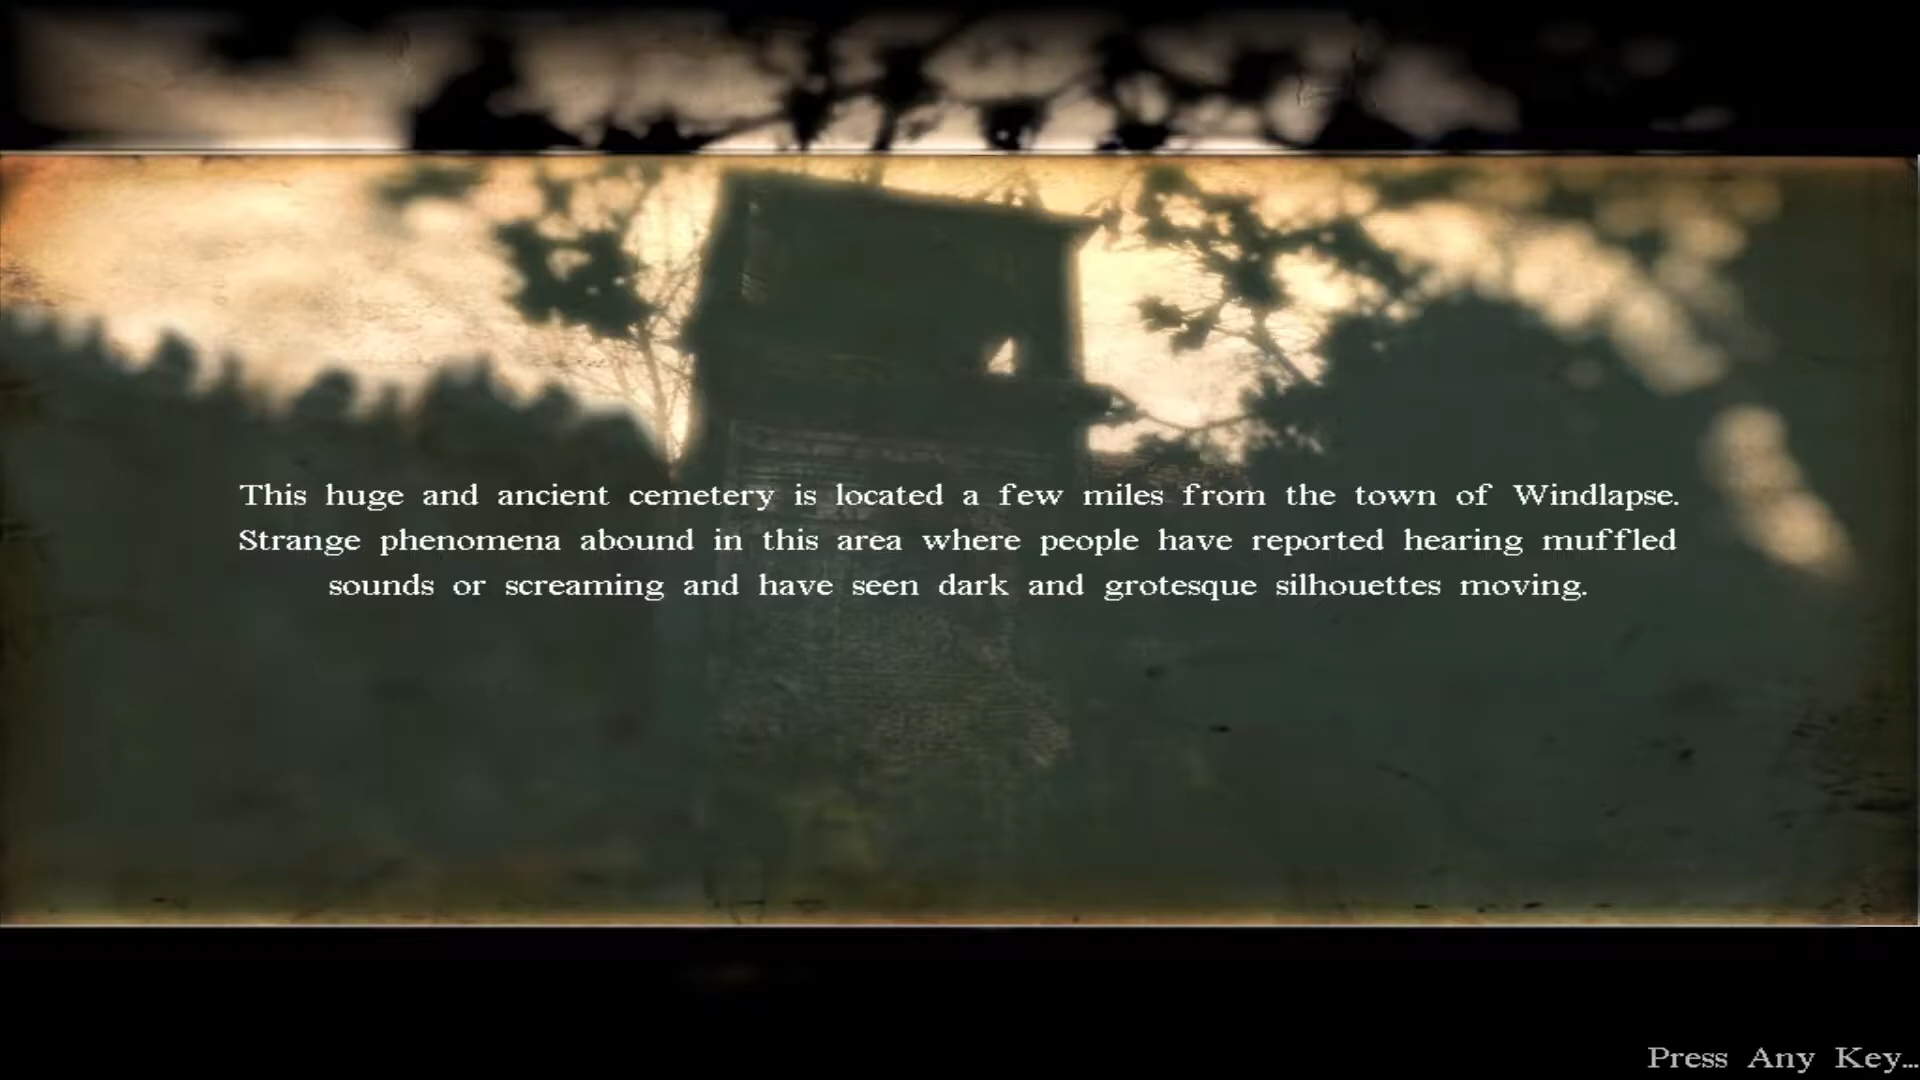 This huge and ancient cemetery is located a few miles from the town of Windlapse.
Strange phenomena abound in this area where people have reported hearing muffled
sounds or screaming and have seen dark and grotesque silhouettes moving.
Press Any Key...